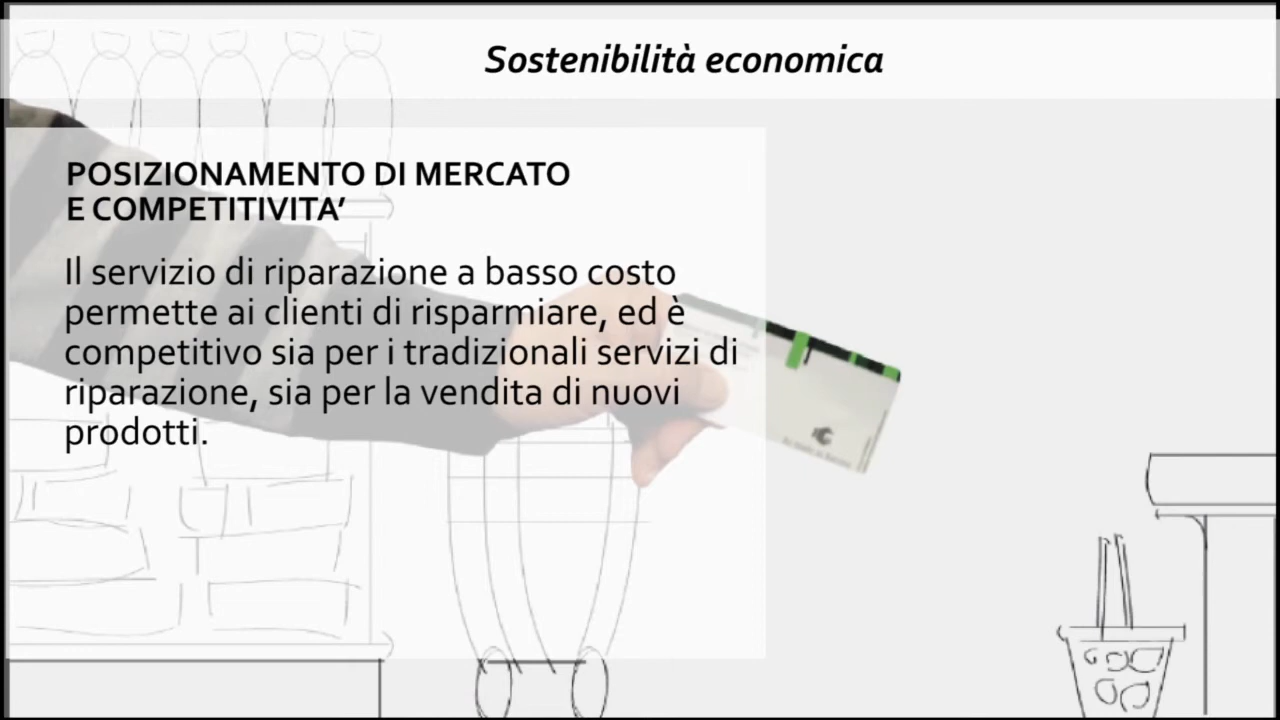 Sostenibilità economica
POSIZIONAMENTO DI MERCATO
E COMPETITIVITA’
Il servizio di riparazione a basso costo
permette ai clienti di risparmiare, ed è
competitivo sia per i tradizionali servizi di
riparazione, sia per la vendita di nuovi
prodotti.